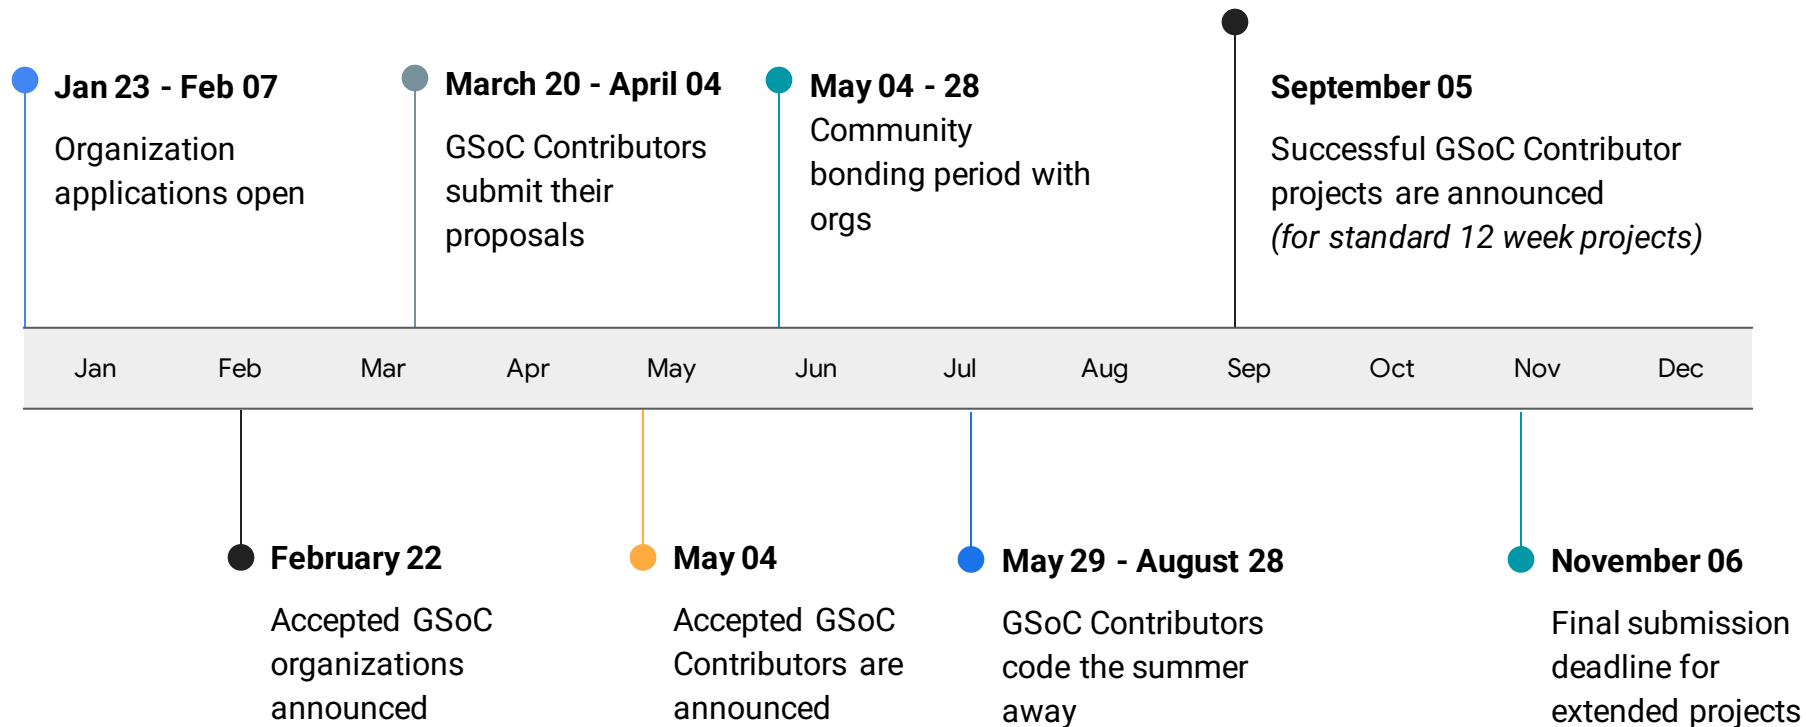 Jan 23 - Feb 07
Organization
applications open
March 20 - April 04
GSoC Contributors
submit their
proposals
May 04 - 28
Community
bonding period with
orgs
September 05
Successful GSoC Contributor
projects are announced
(for standard 12 week projects)
Jan Feb Mar Apr May Jun Jul Aug Sep Oct Nov Dec
February 22
Accepted GSoC
organizations
announced
May 04
Accepted GSoC
Contributors are
announced
May 29 - August 28
GSoC Contributors
code the summer
away
November 06
Final submission
deadline for
extended projects